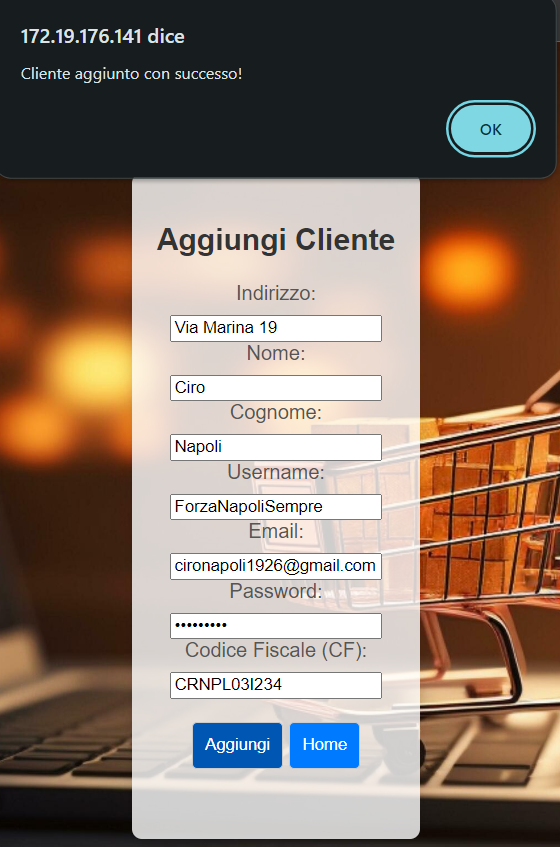 172.19.176.141 dice
Cliente aggiunto con successo!
OK
Aggiungi Cliente
Indirizzo:
Via Marina 19
Nome:
Ciro
Cognome:
Napoli
Username:
ForzaNapoliSempre
Email:
cironapoli1926@gmail.com
Password:
•••••••••
Codice Fiscale (CF):
CRNPL03I234
Aggiungi Home